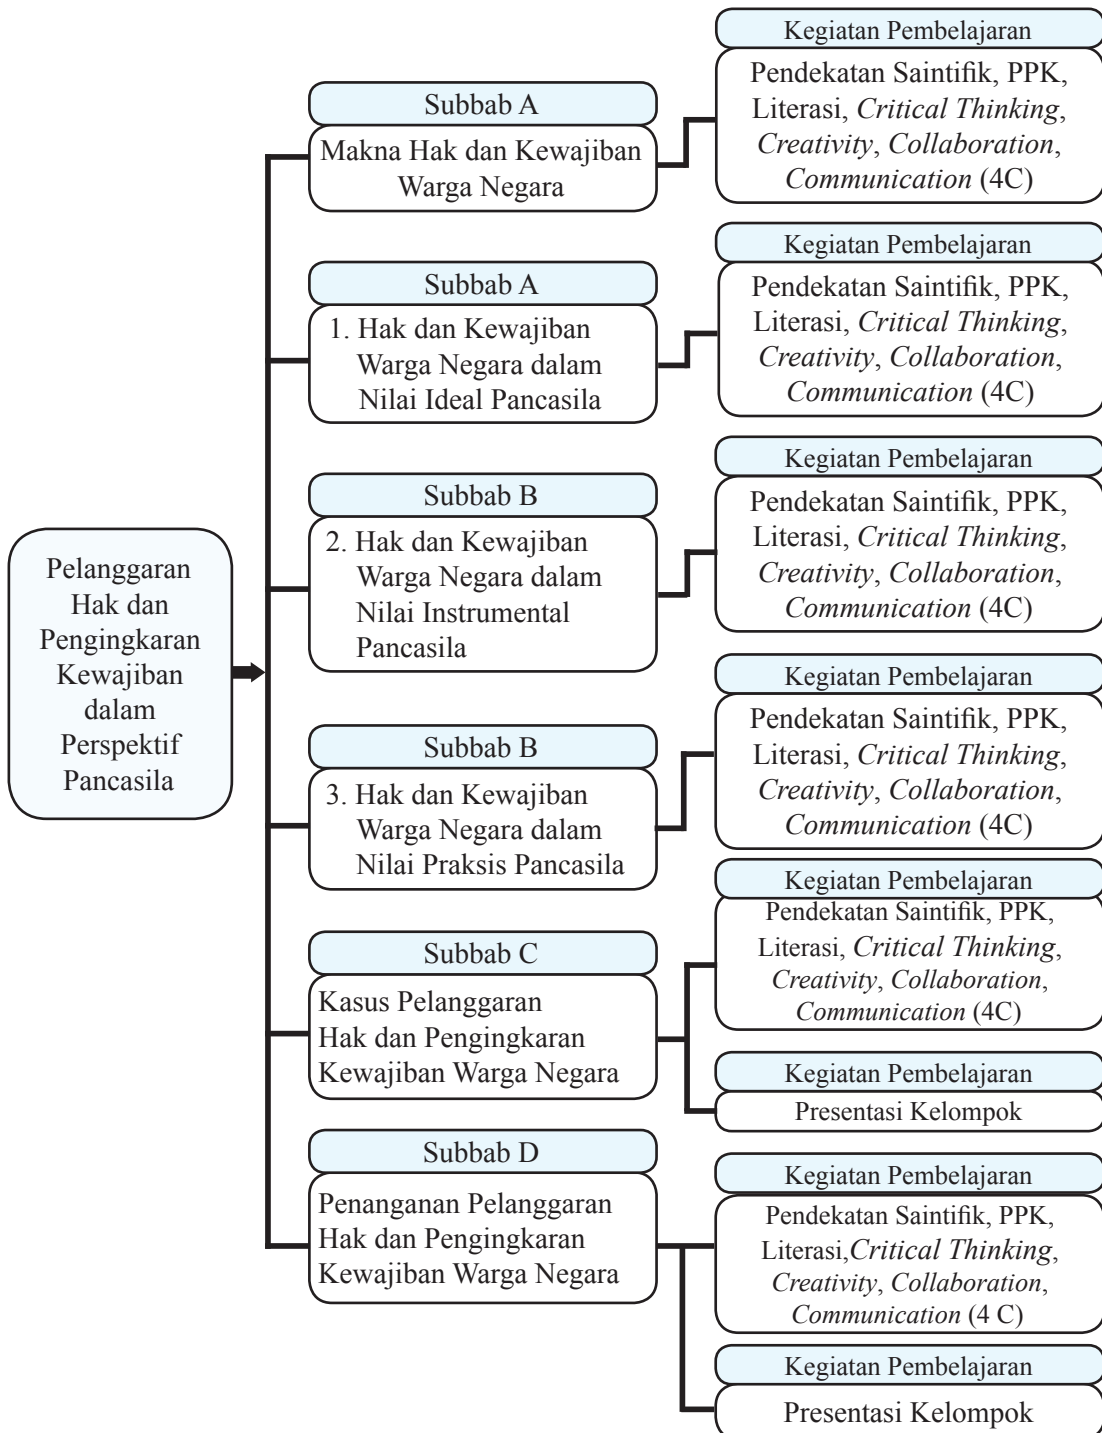 Pelanggaran
Hak dan
Pengingkaran
Kewajiban
dalam
Perspektif
Pancasila
Subbab A
Makna Hak dan Kewajiban
Warga Negara
Kegiatan Pembelajaran
Pendekatan Saintifik, PPK,
Literasi, Critical Thinking,
Creativity, Collaboration,
Communication (4C)
Subbab A
1. Hak dan Kewajiban
Warga Negara dalam
Nilai Ideal Pancasila
Kegiatan Pembelajaran
Pendekatan Saintifik, PPK,
Literasi, Critical Thinking,
Creativity, Collaboration,
Communication (4C)
Subbab B
2. Hak dan Kewajiban
Warga Negara dalam
Nilai Instrumental
Pancasila
Kegiatan Pembelajaran
Pendekatan Saintifik, PPK,
Literasi, Critical Thinking,
Creativity, Collaboration,
Communication (4C)
Subbab B
3. Hak dan Kewajiban
Warga Negara dalam
Nilai Praksis Pancasila
Kegiatan Pembelajaran
Pendekatan Saintifik, PPK,
Literasi, Critical Thinking,
Creativity, Collaboration,
Communication (4C)
Subbab C
Kasus Pelanggaran
Hak dan Pengingkaran
Kewajiban Warga Negara
Kegiatan Pembelajaran
Pendekatan Saintifik, PPK,
Literasi, Critical Thinking,
Creativity, Collaboration,
Communication (4C)
Kegiatan Pembelajaran
Presentasi Kelompok
Subbab D
Penanganan Pelanggaran
Hak dan Pengingkaran
Kewajiban Warga Negara
Kegiatan Pembelajaran
Pendekatan Saintifik, PPK,
Literasi,Critical Thinking,
Creativity, Collaboration,
Communication (4 C)
Kegiatan Pembelajaran
Presentasi Kelompok